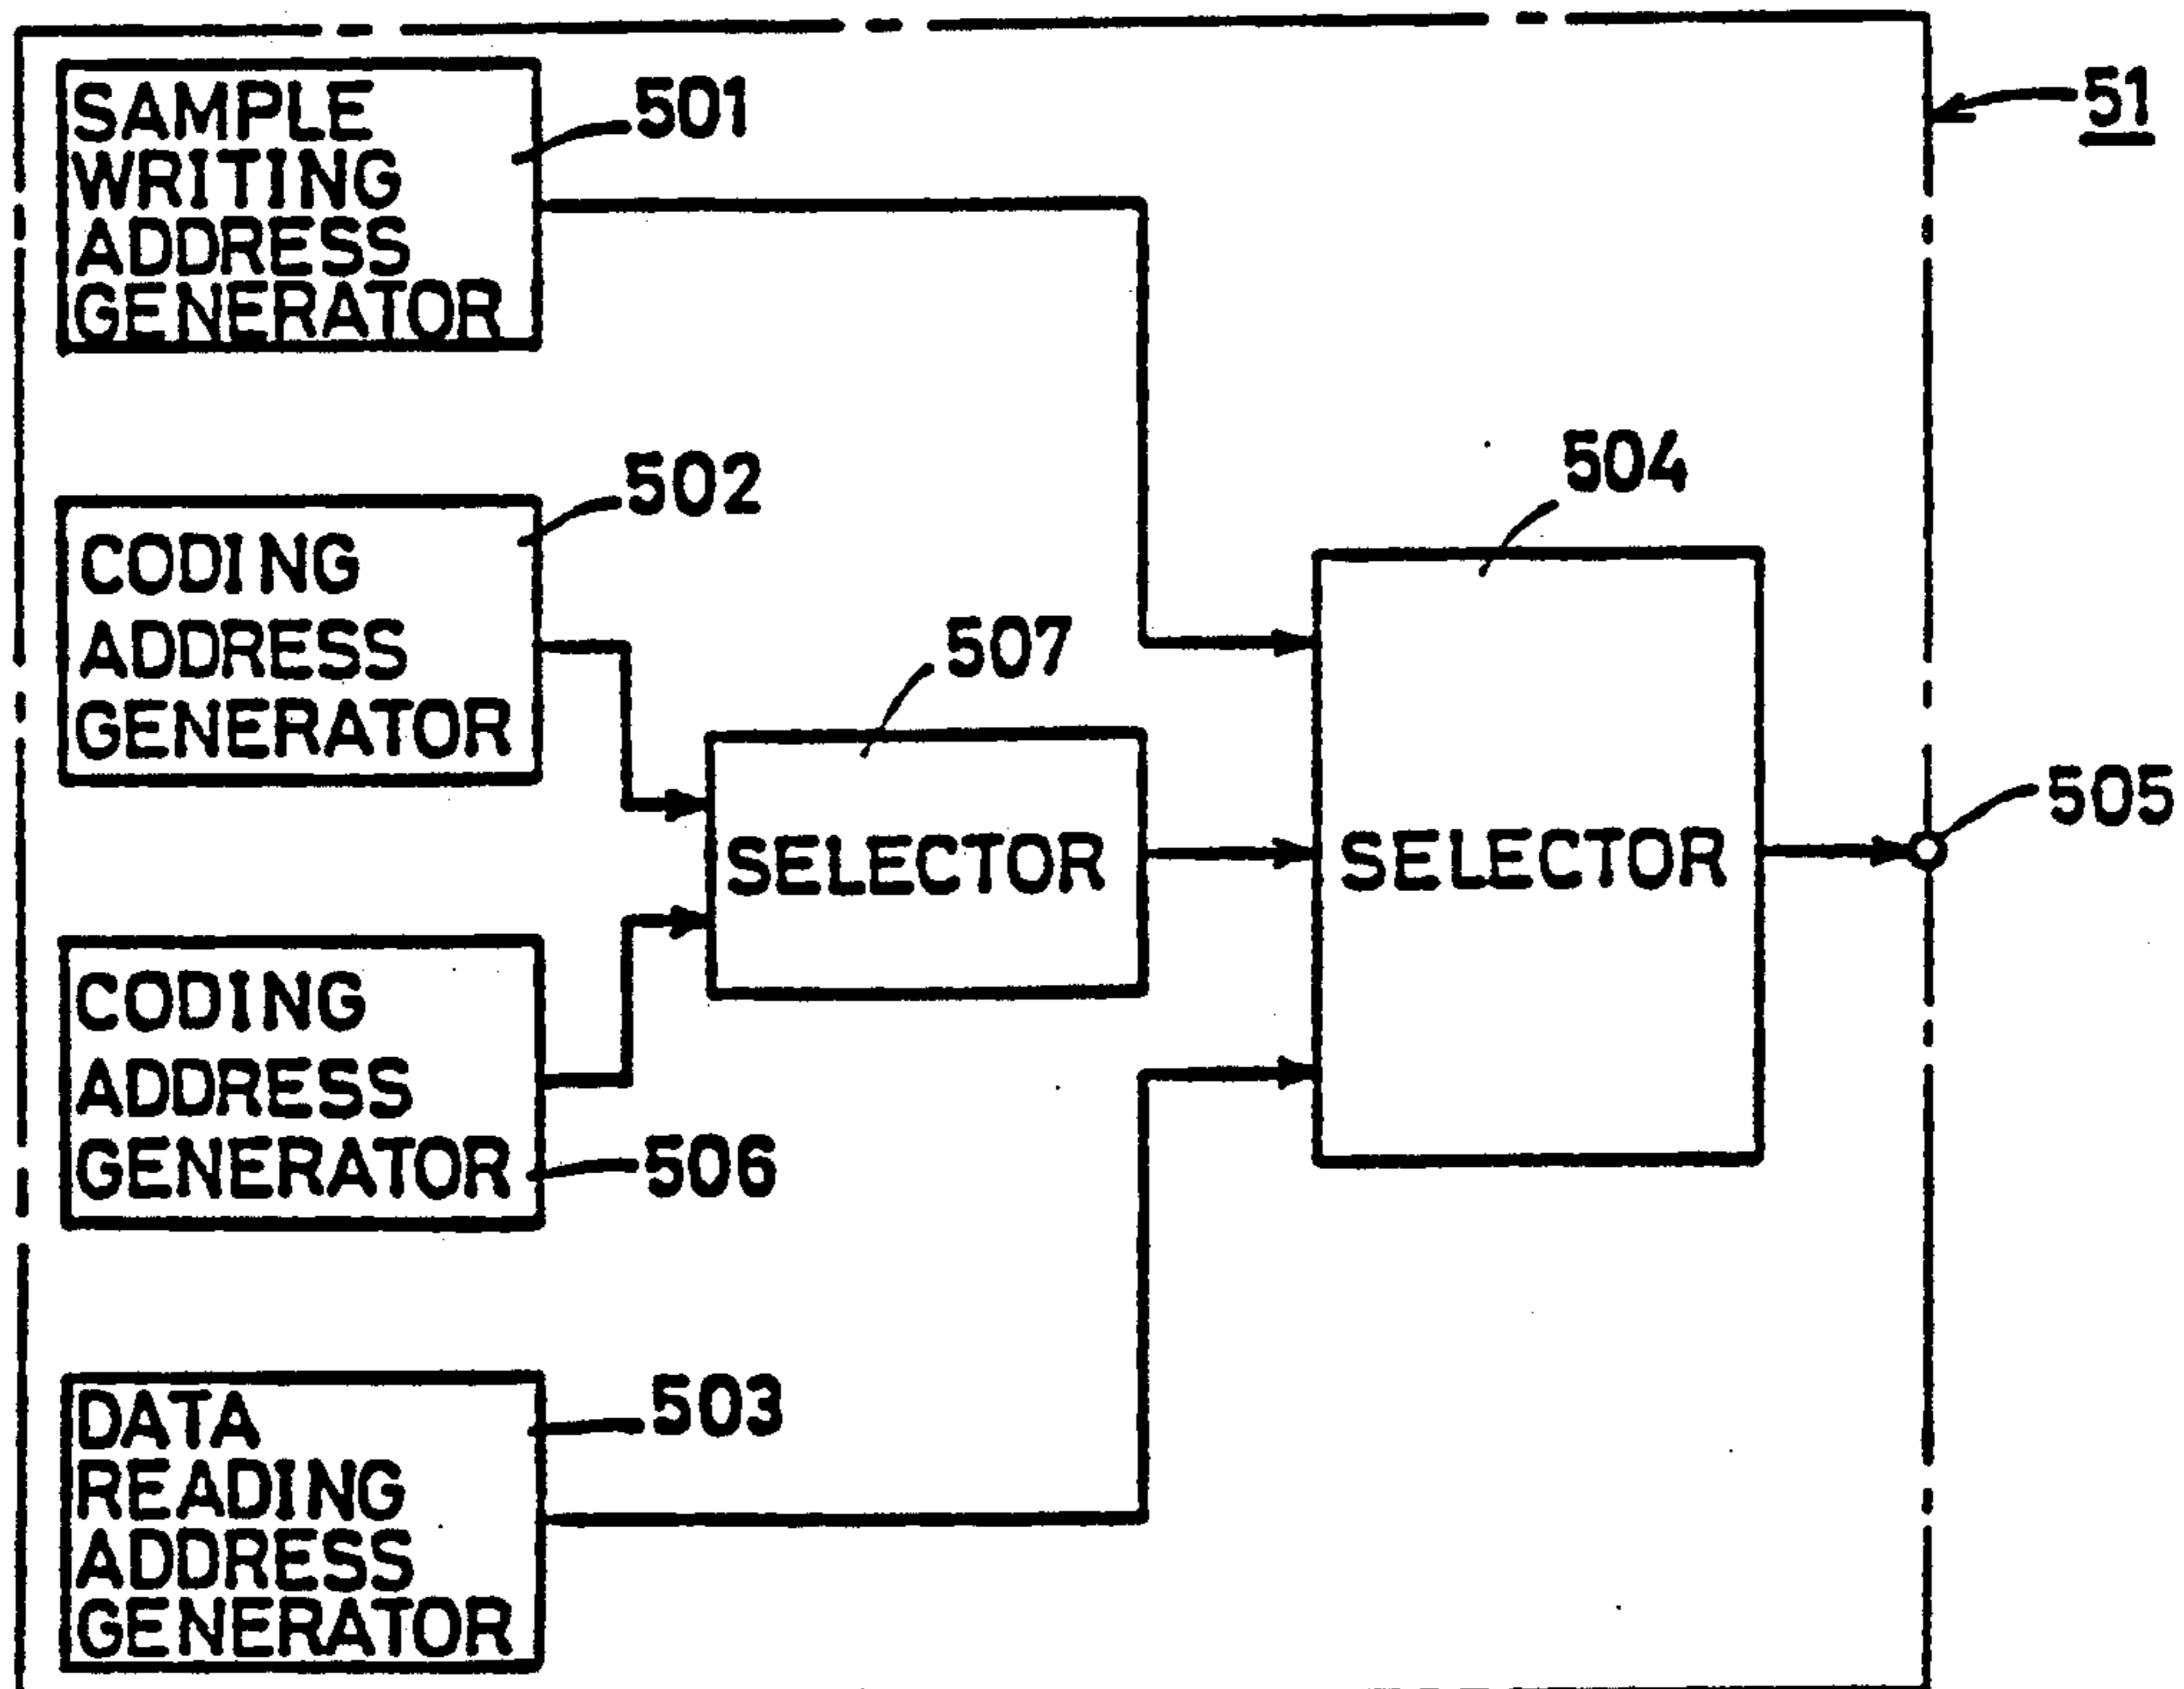 51
SAMPLE
WRITING
ADDRESS
GENERATOR
501
CODING
ADDRESS
GENERATOR
502
504
507
SELECTOR
SELECTOR
505
CODING
ADDRESS
GENERATOR
506
DATA
READING
ADDRESS
GENERATOR
503